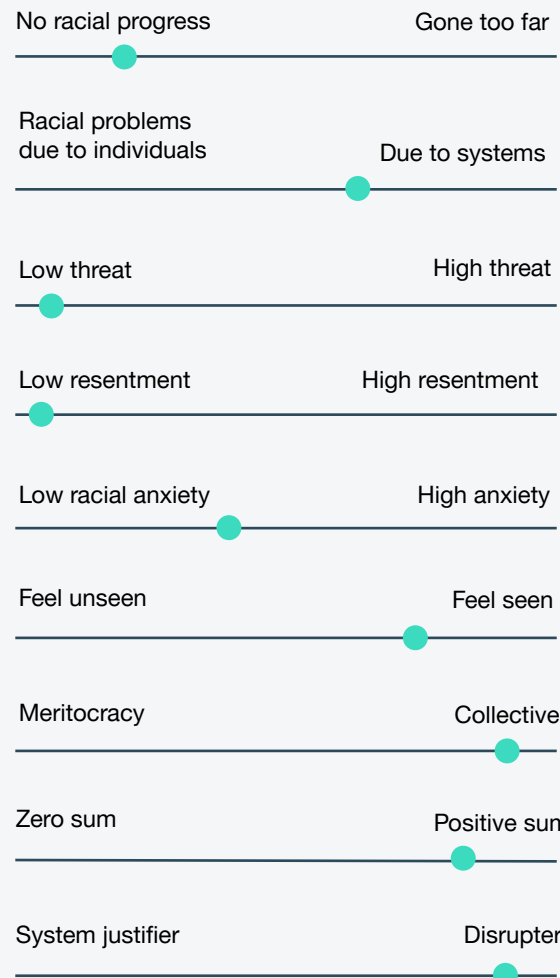 No racial progress Gone too far
Racial problems
due to individuals Due to systems
Low threat High threat
Low resentment High resentment
Low racial anxiety High anxiety
Feel unseen Feel seen
Meritocracy Collective
Zero sum Positive sum
System justifier Disrupter